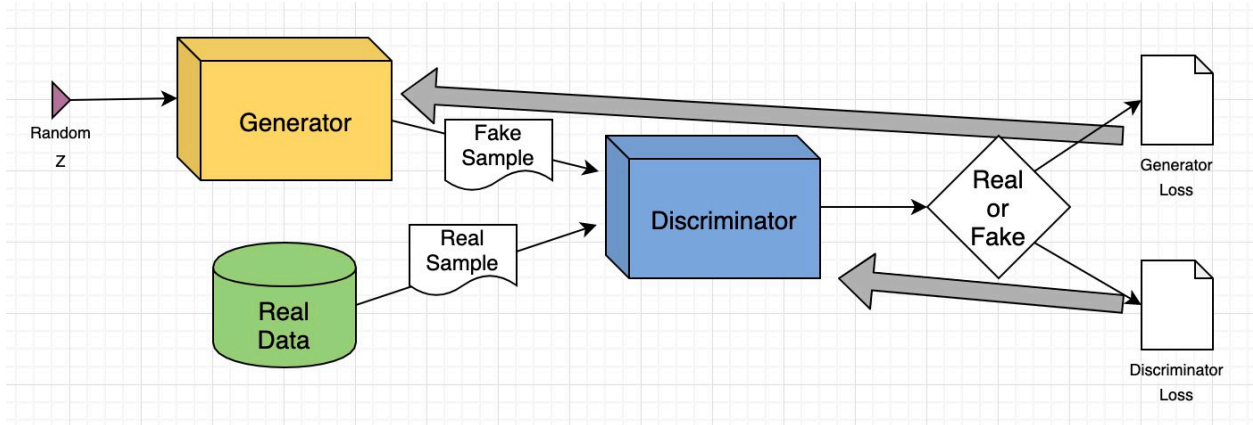 Random
Z
Generator
Fake
Sample
Real
Sample
Real
Data
Discriminator
Real
or
Fake
Generator
Loss
Discriminator
Loss